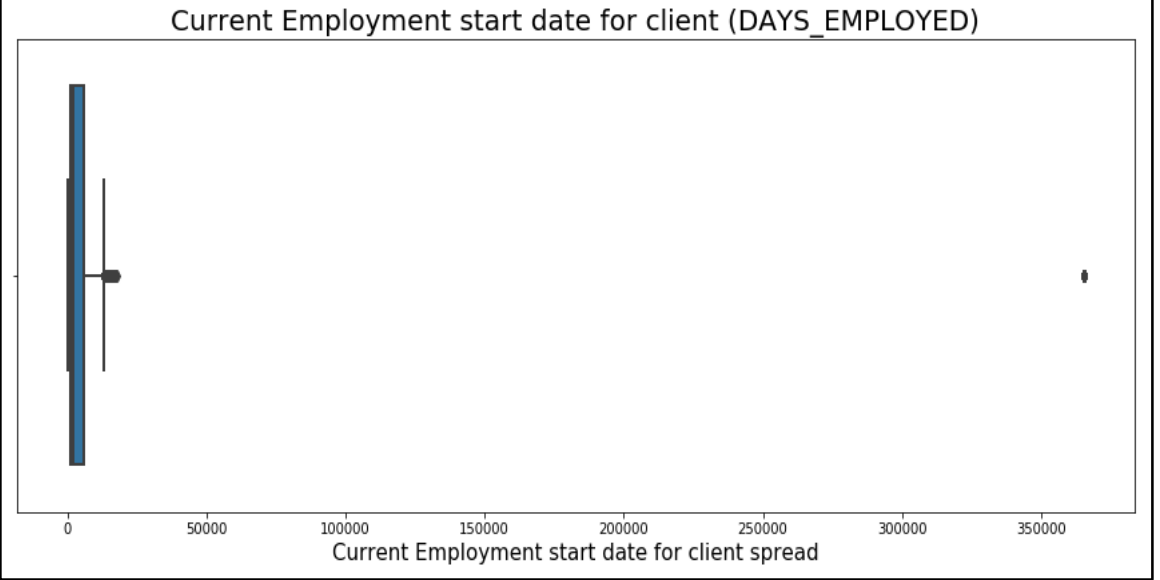 Current Employment start date for client (DAYS_EMPLOYED)
0 50000 100000 150000 200000 250000 300000 350000
Current Employment start date for client spread